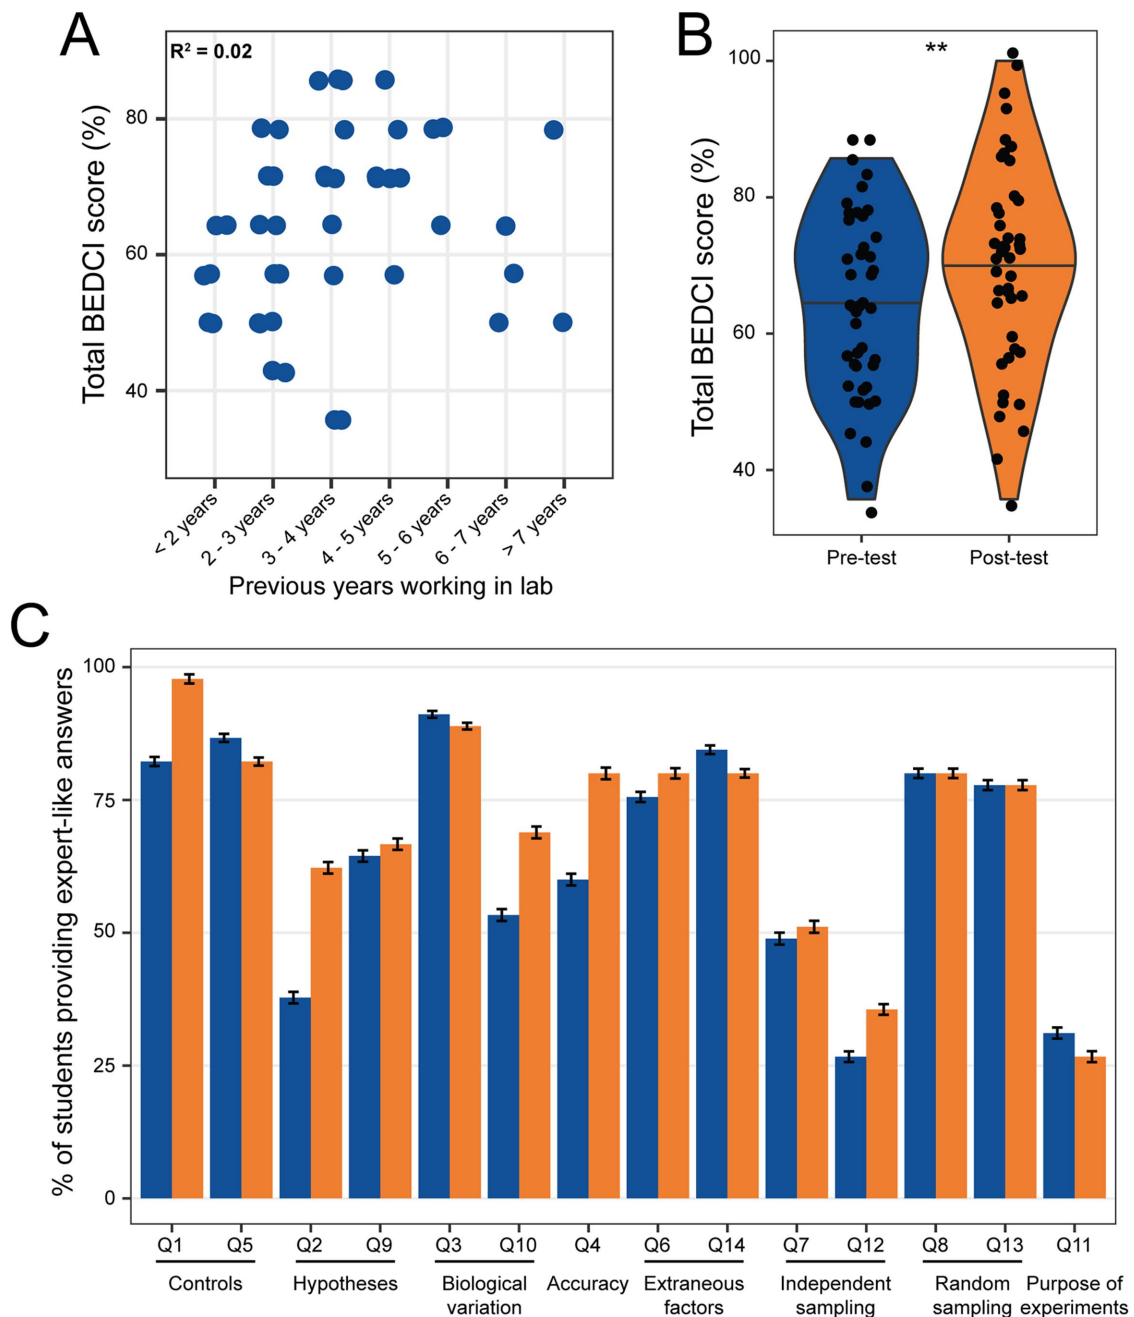 A
R² = 0.02
Total BEDCI score (%)
80
60
40
< 2 years
2 - 3 years
3 - 4 years
4 - 5 years
5 - 6 years
6 - 7 years
> 7 years
Previous years working in lab
B
**
Total BEDCI score (%)
100
80
60
40
Pre-test
Post-test
C
% of students providing expert-like answers
100
75
50
25
0
Q1 Q5 Q2 Q9 Q3 Q10 Q4 Q6 Q14 Q7 Q12 Q8 Q13 Q11
Controls
Hypotheses
Biological
variation
Accuracy
Extraneous
factors
Independent
sampling
Random
sampling
Purpose of
experiments